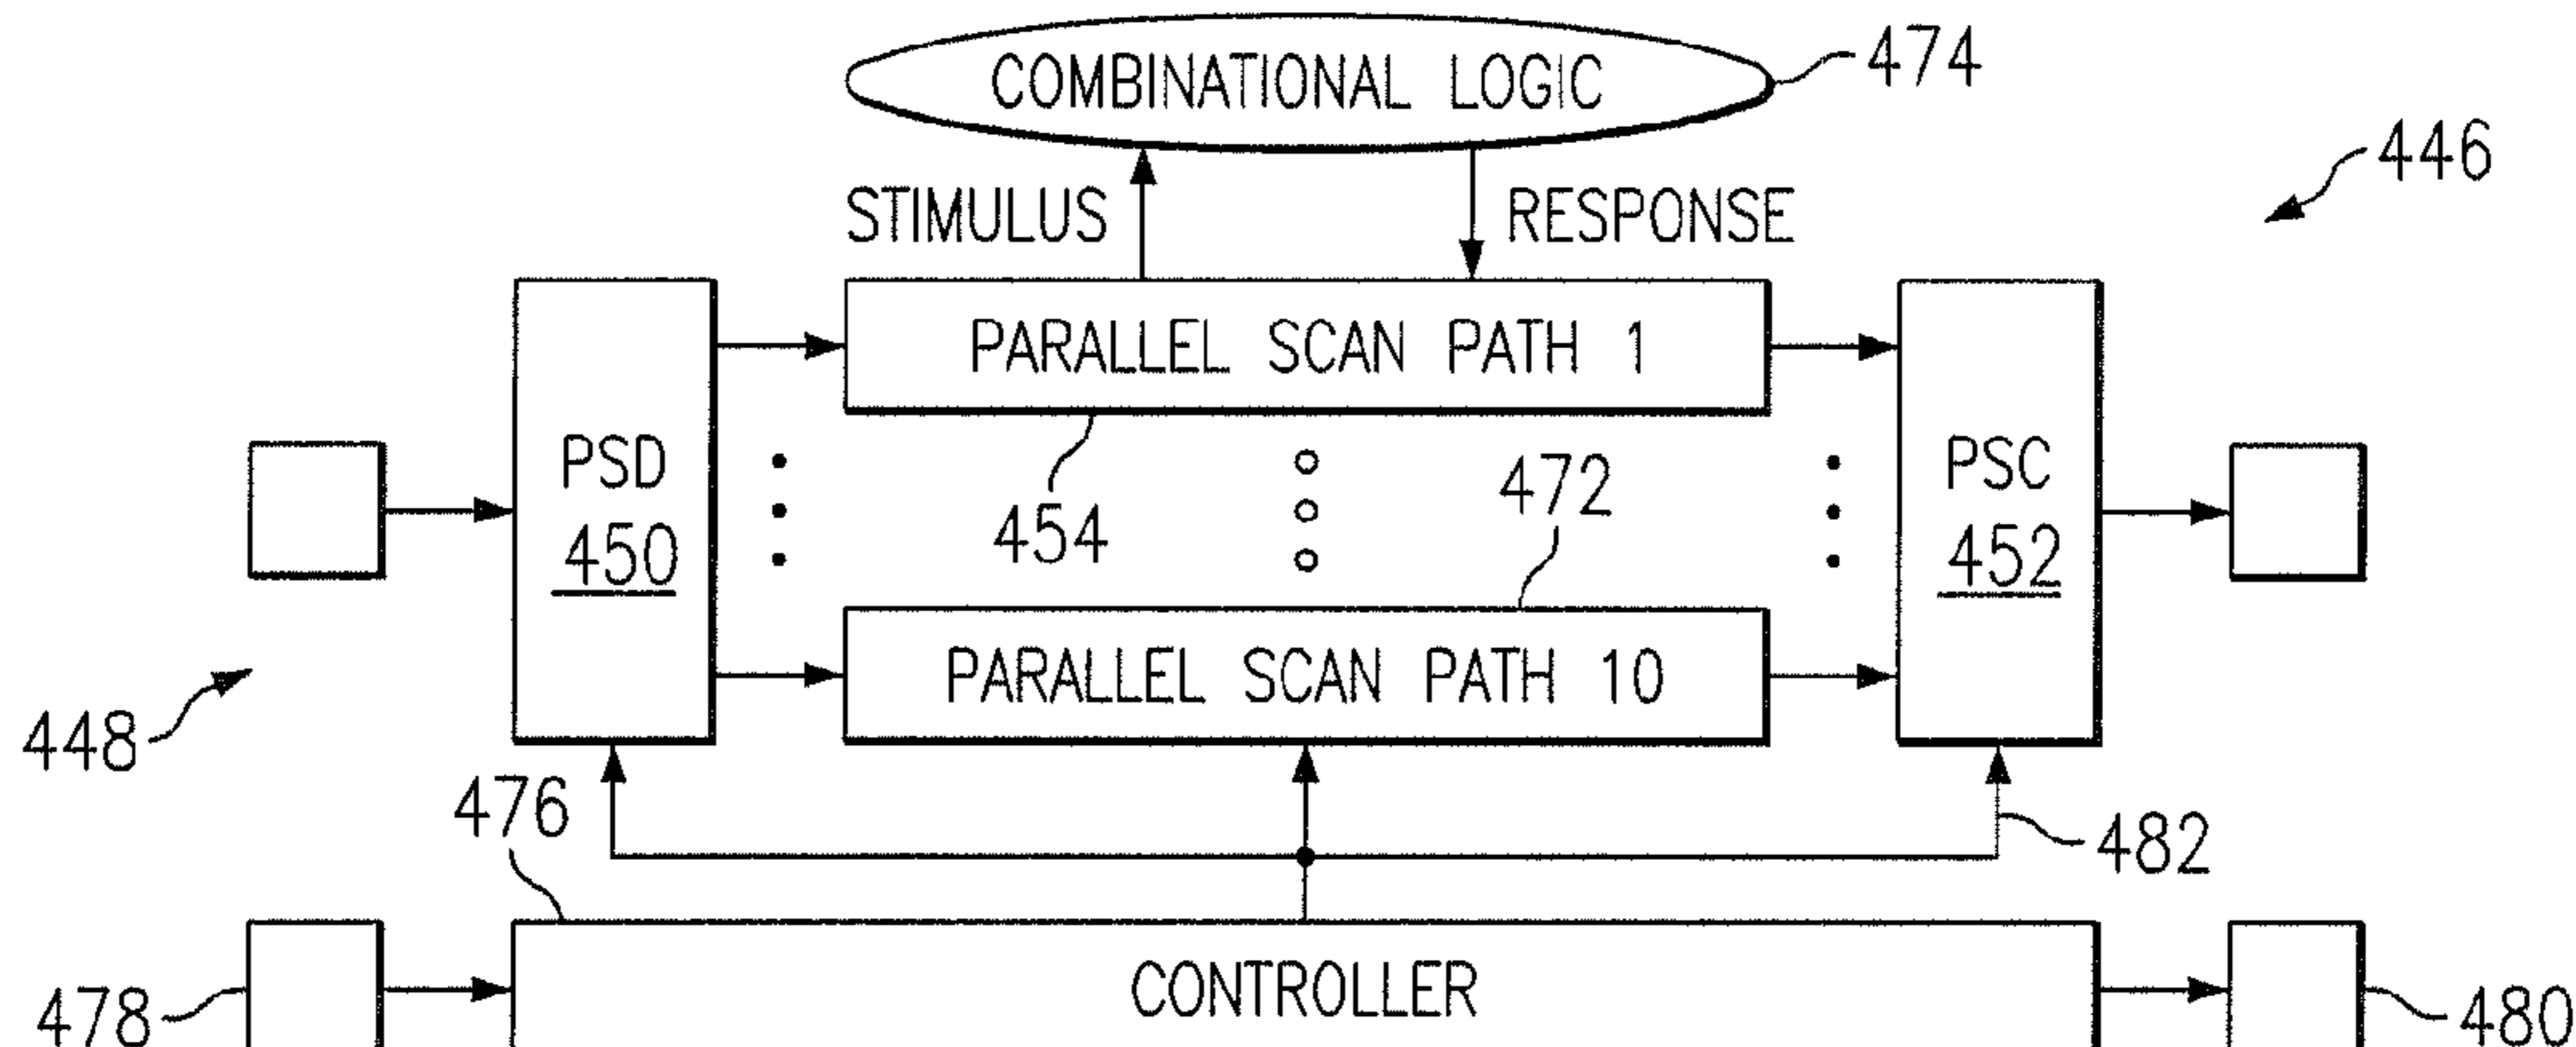 COMBINATIONAL LOGIC
474
446
STIMULUS
RESPONSE
PARALLEL SCAN PATH 1
PSD
450
454
472
PSC
452
PARALLEL SCAN PATH 10
448
476
482
CONTROLLER
478
480